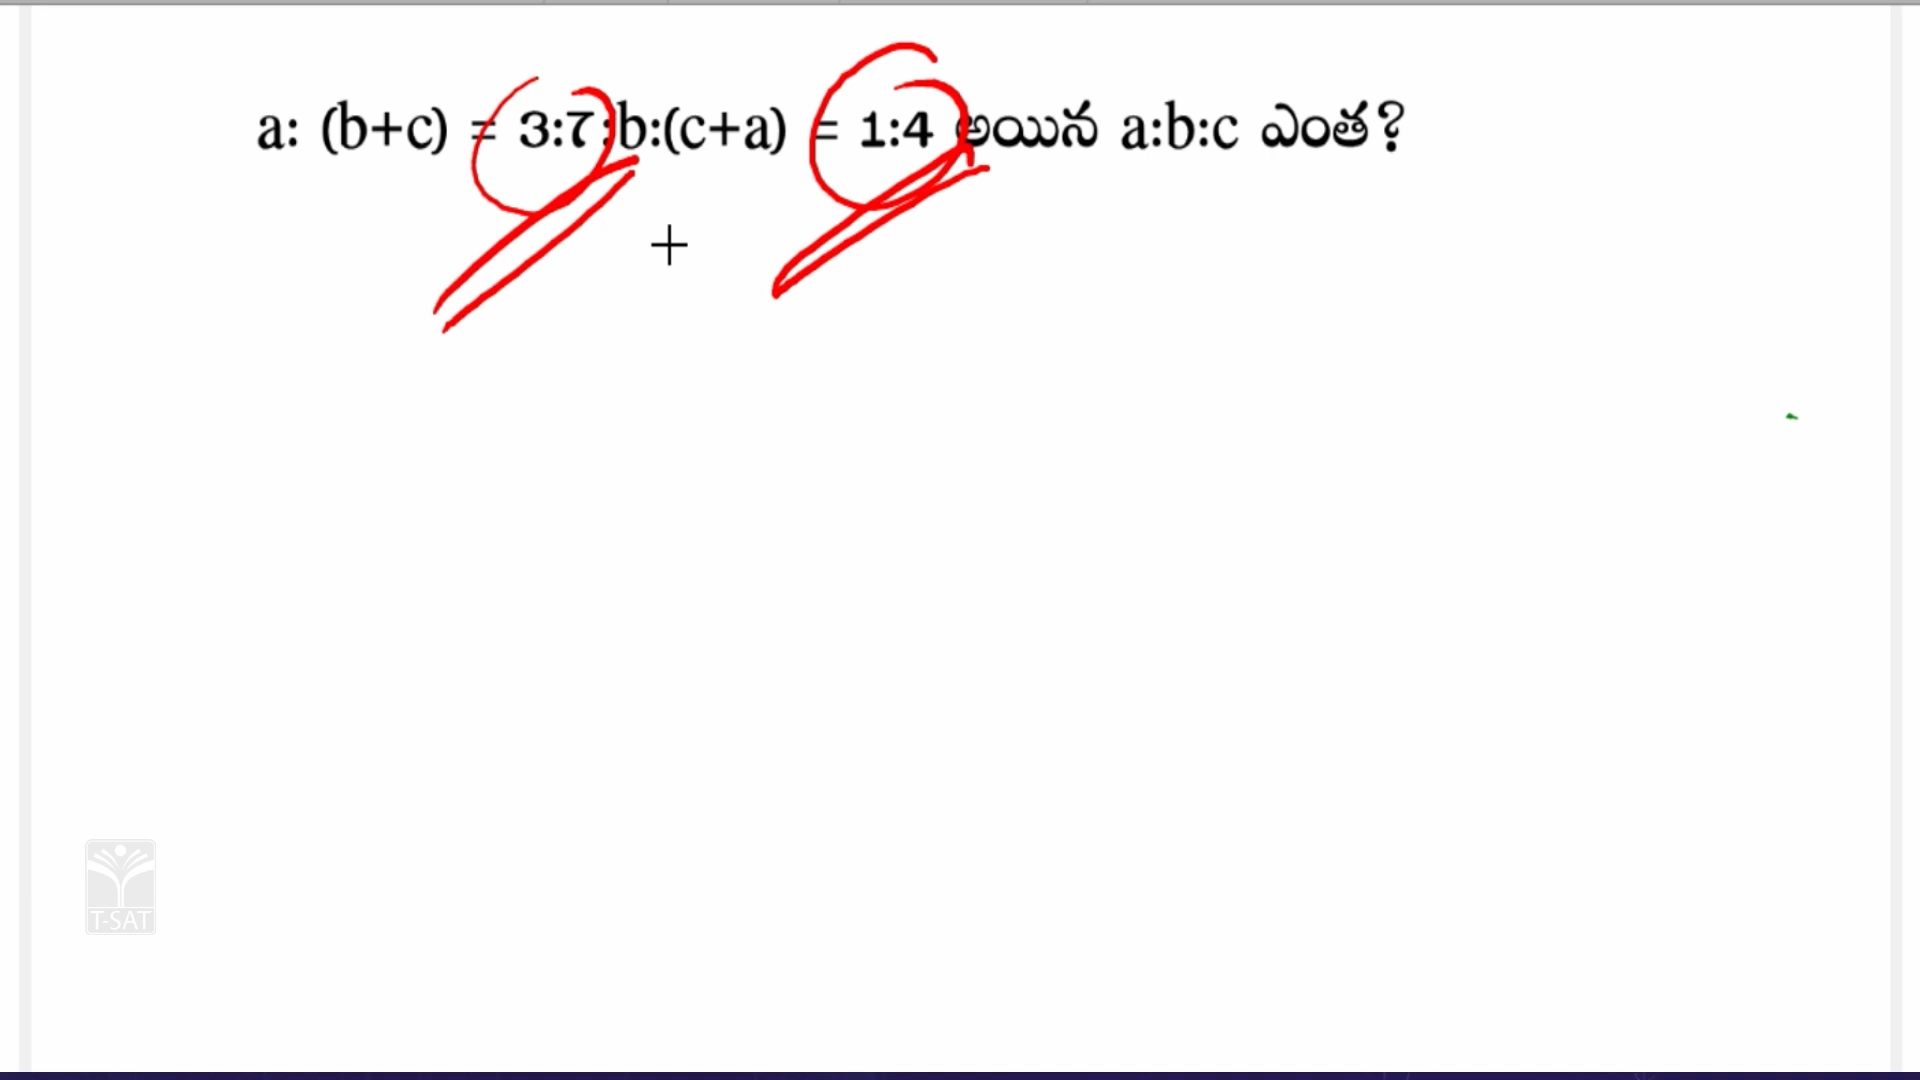 a: (b+c) = 3:7;b:(c+a) = 1:4 అయిన a:b:c ఎంత?
T-SAT